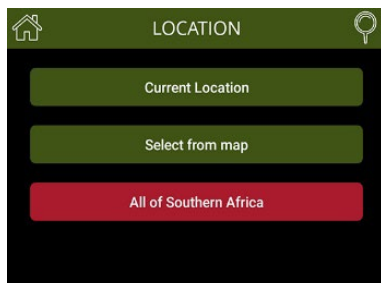 LOCATION
Current Location
Select from map
All of Southern Africa